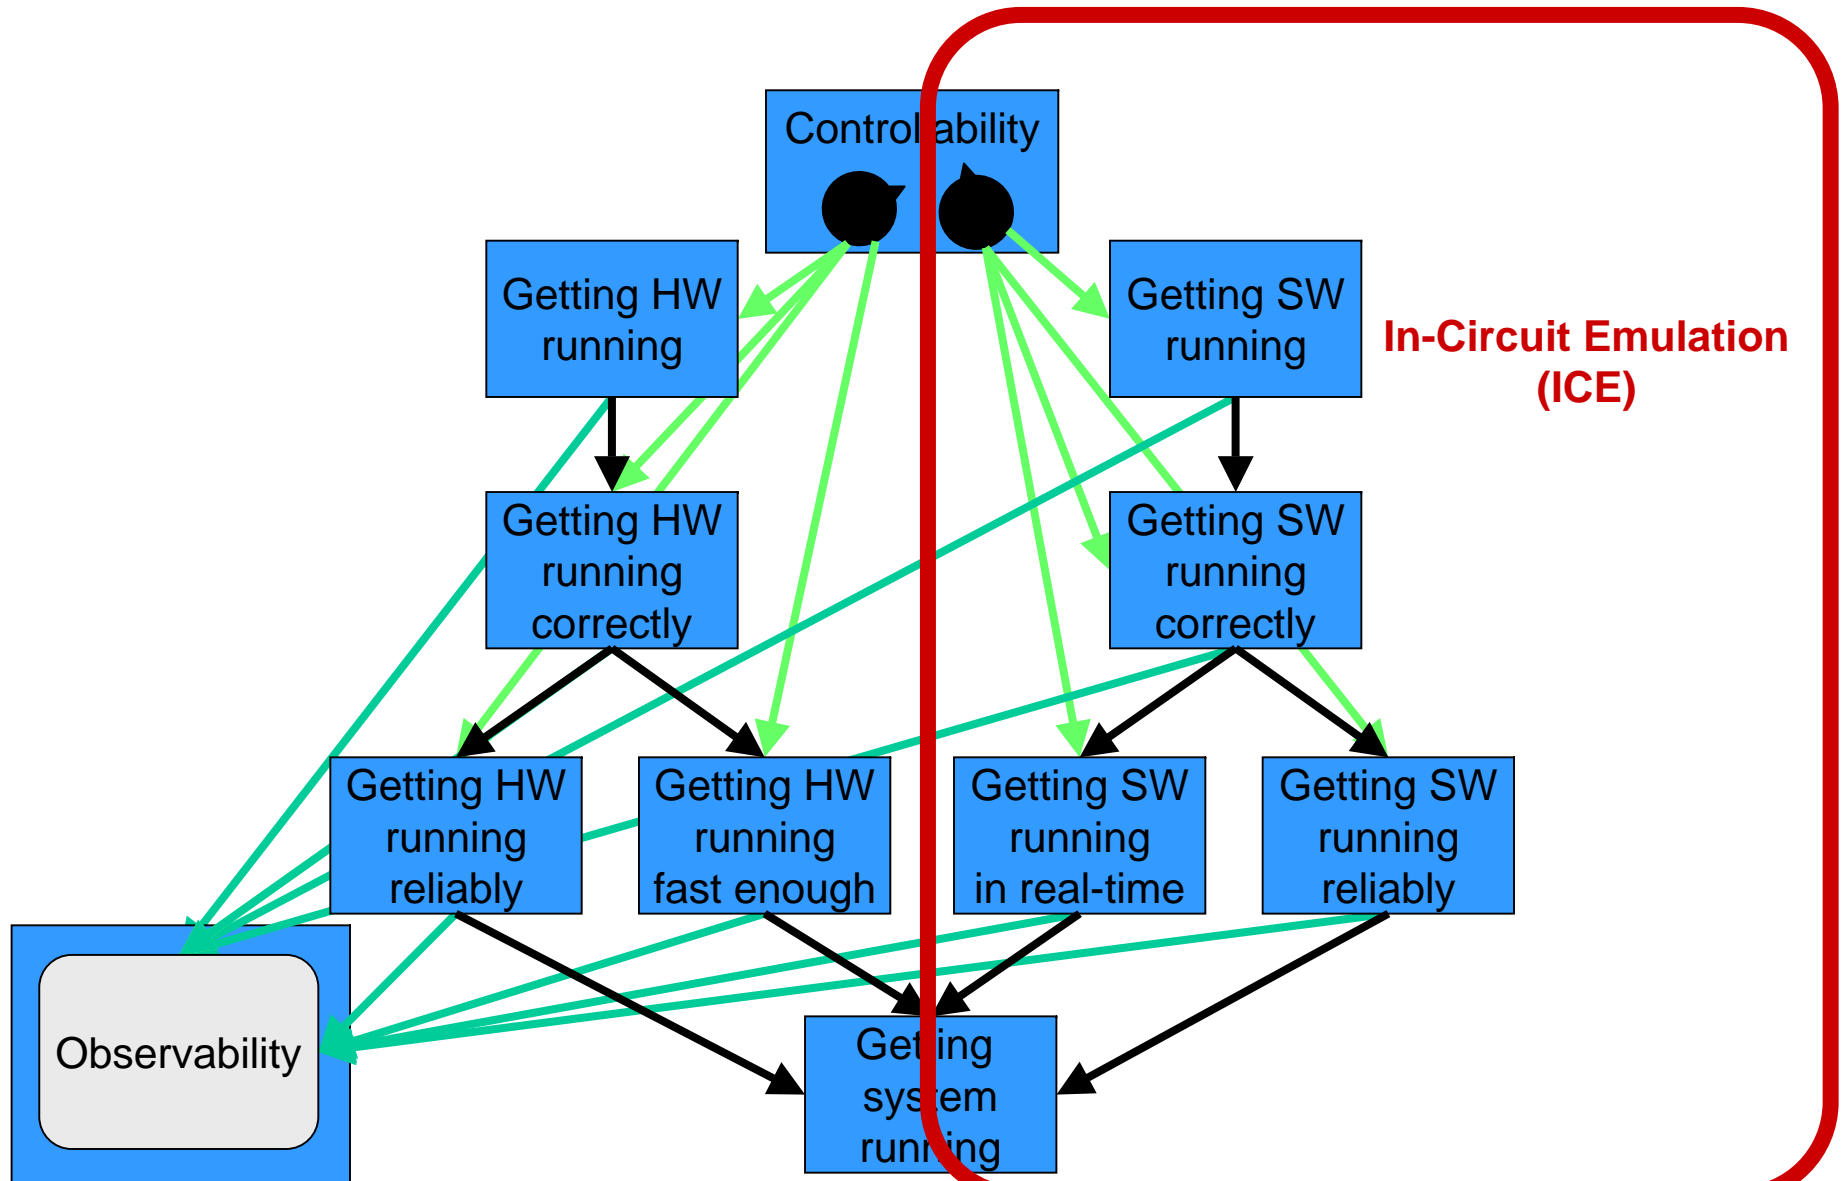 Controllability
Getting HW
running
Getting SW
running
In-Circuit Emulation
(ICE)
Getting HW
running
correctly
Getting SW
running
correctly
Getting HW
running
reliably
Getting HW
running
fast enough
Getting SW
running
in real-time
Getting SW
running
reliably
Observability
Getting
system
running